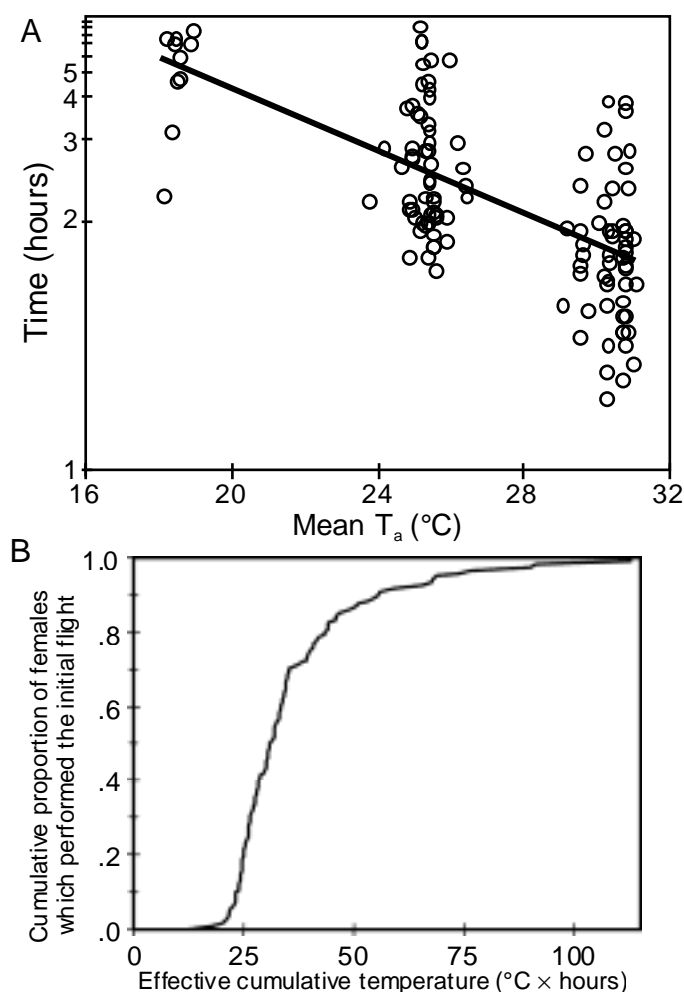 A
5
4
3
2
1
Time (hours)
16 20 24 28 32
Mean Ta (°C)
B
1.0
.8
.6
.4
.2
.0
Cumulative proportion of females
which performed the initial flight
0 25 50 75 100
Effective cumulative temperature (°C × hours)